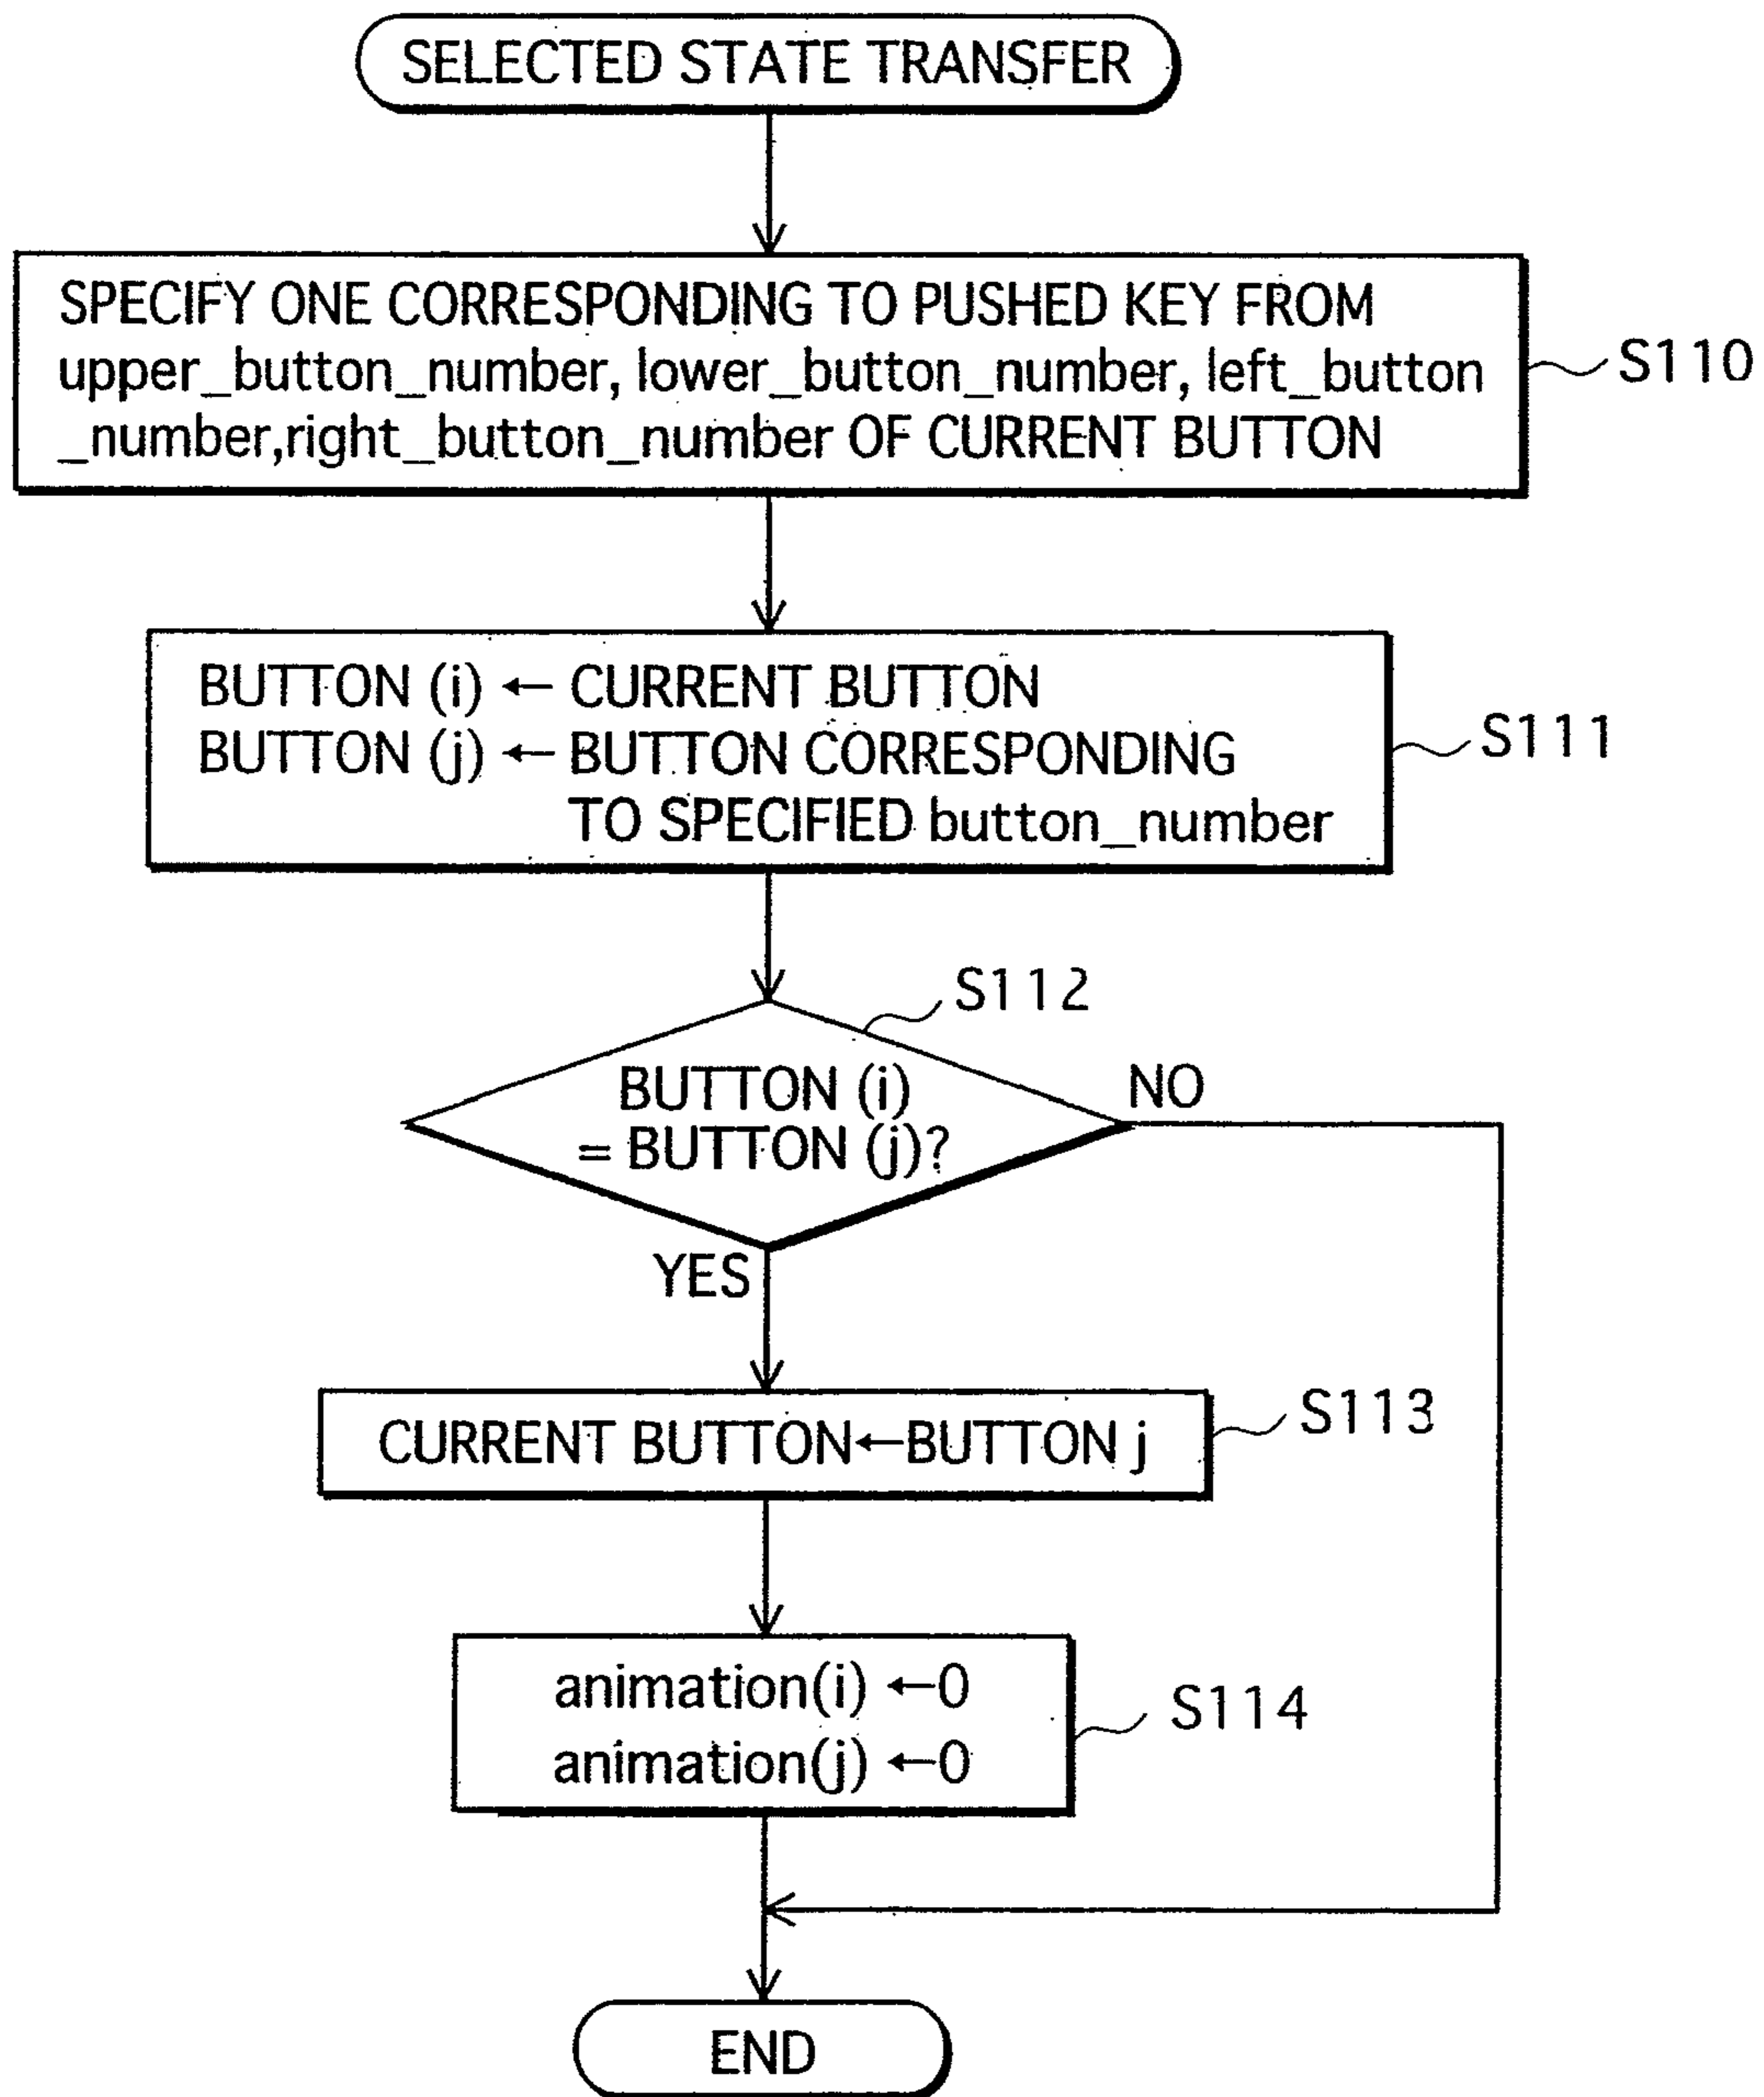 SELECTED STATE TRANSFER
SPECIFY ONE CORRESPONDING TO PUSHED KEY FROM
upper_button_number, lower_button_number, left_button
_number,right_button_number OF CURRENT BUTTON
S110
BUTTON (i) ← CURRENT BUTTON
BUTTON (j) ← BUTTON CORRESPONDING
TO SPECIFIED button_number
S111
S112
BUTTON (i)
= BUTTON (j)?
NO
YES
CURRENT BUTTON←BUTTON j
S113
animation(i) ←0
animation(j) ←0
S114
END